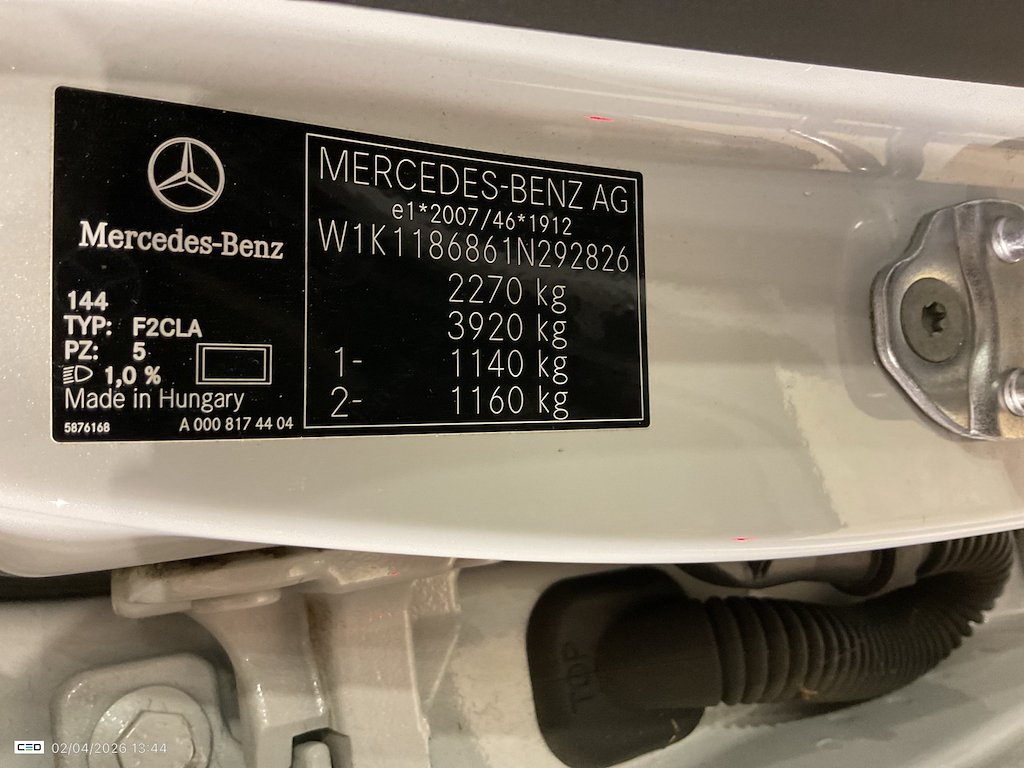 Mercedes-Benz
144
TYP: F2CLA
PZ: 5
1,0 %
Made in Hungary
5876168 A 000 817 44 04
MERCEDES-BENZ AG
e1*2007/46*1912
W1K1186861N292826
2270 kg
3920 kg
1- 1140 kg
2- 1160 kg
TOP
CEO 02/04/2026 13:44